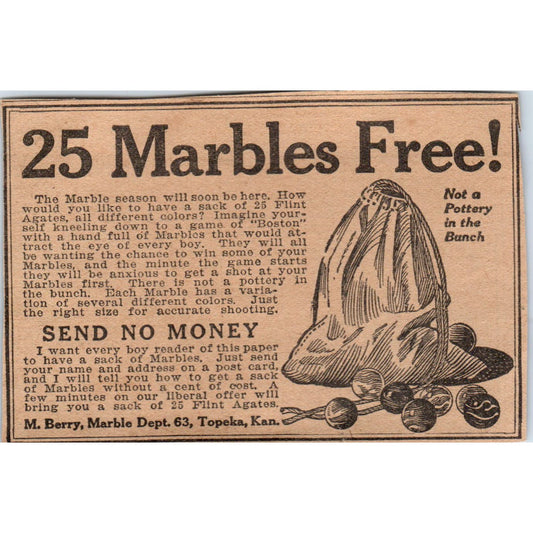 25 Marbles Free!
The Marble season will soon be here. How
would you like to have a sack of 25 Flint
Agates, all different colors? Imagine your-
self kneeling down to a game of "Boston"
with a hand full of Marbles that would at-
tract the eye of every boy. They will all
be wanting the chance to win some of your
Marbles, and the minute the game starts
they will be anxious to get a shot at your
Marbles first. There is not a pottery in
the bunch. Each Marble has a varia-
tion of several different colors. Just
the right size for accurate shooting.
SEND NO MONEY
I want every boy reader of this paper
to have a sack of Marbles. Just send
your name and address on a post card,
and I will tell you how to get a sack
of Marbles without a cent of cost. A
few minutes on our liberal offer will
bring you a sack of 25 Flint Agates.
M. Berry, Marble Dept. 63, Topeka, Kan.
Not a
Pottery
in the
Bunch